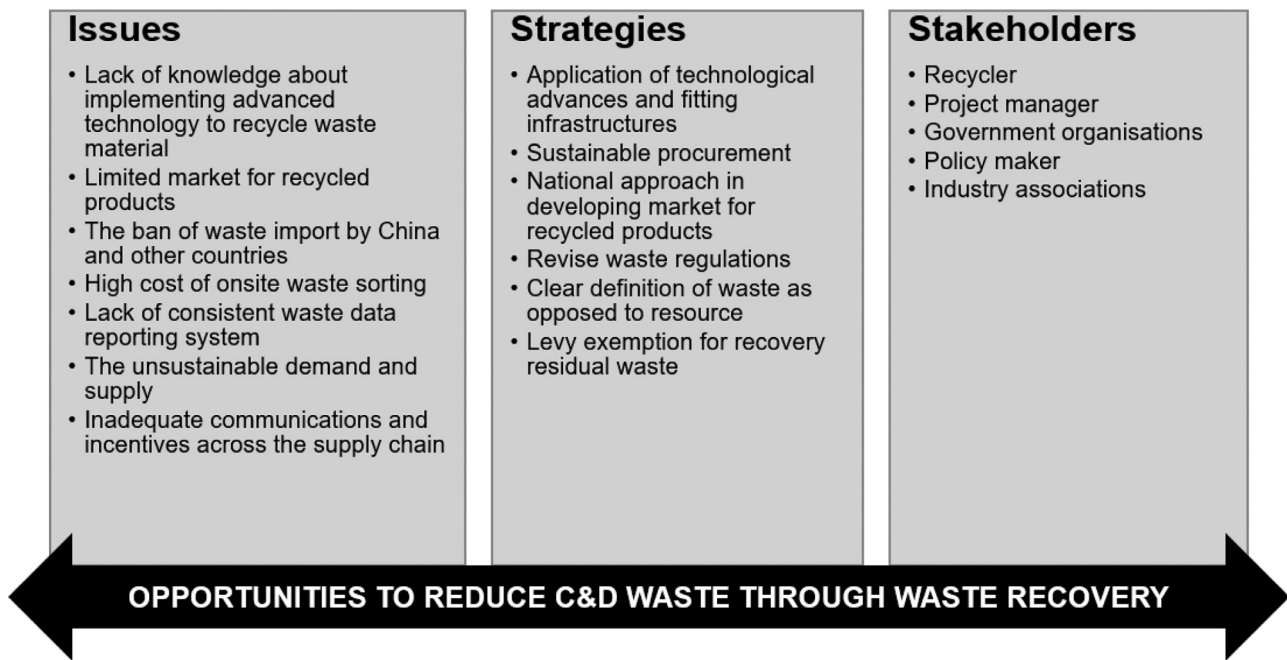 Issues
• Lack of knowledge about
implementing advanced
technology to recycle waste
material
• Limited market for recycled
products
• The ban of waste import by China
and other countries
• High cost of onsite waste sorting
• Lack of consistent waste data
reporting system
• The unsustainable demand and
supply
• Inadequate communications and
incentives across the supply chain
Strategies
• Application of technological
advances and fitting
infrastructures
• Sustainable procurement
• National approach in
developing market for
recycled products
• Revise waste regulations
• Clear definition of waste as
opposed to resource
• Levy exemption for recovery
residual waste
Stakeholders
• Recycler
• Project manager
• Government organisations
• Policy maker
• Industry associations
OPPORTUNITIES TO REDUCE C&D WASTE THROUGH WASTE RECOVERY